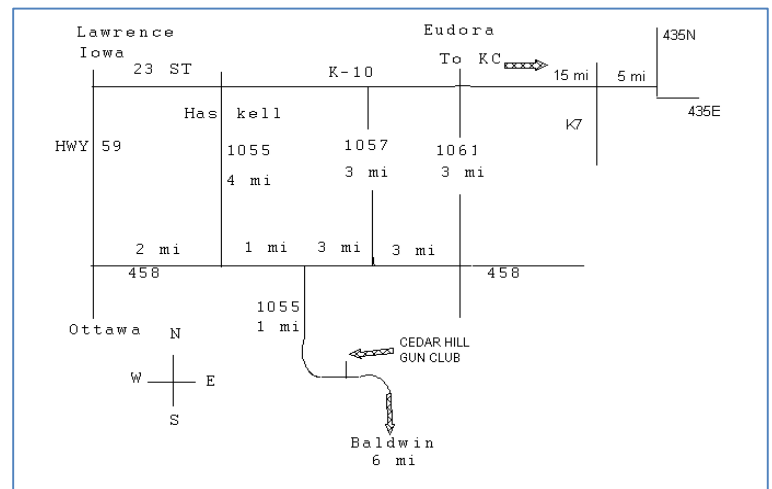 Lawrence
Eudora
435N
Iowa
23 ST
K-10
To KC
15 mi
5 mi
435E
Has kell
K7
HWY 59
1055
1057
1061
4 mi
3 mi
3 mi
2 mi
1 mi
3 mi
3 mi
458
458
1055
1 mi
Ottawa
N
CEDAR HILL
GUN CLUB
W
E
S
Baldwin
6 mi